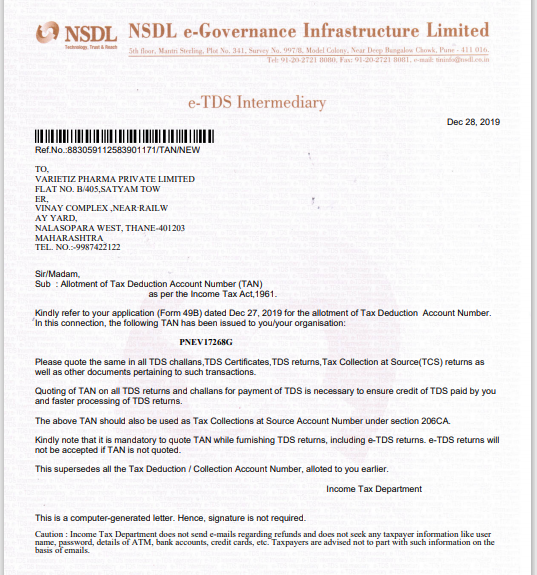 NSDL
Technology, Trust & Reach
NSDL e-Governance Infrastructure Limited
5th floor, Mantri Sterling, Plot No. 341, Survey No. 997/8, Model Colony, Near Deep Bungalow Chowk, Pune - 411 016.
Tel: 91-20-2721 8080, Fax: 91-20-2721 8081, e-mail: tininfo@nsdl.co.in
e-TDS Intermediary
Dec 28, 2019
Ref.No.:883059112583901171/TAN/NEW
TO,
VARIETIZ PHARMA PRIVATE LIMITED
FLAT NO. B/405,SATYAM TOW
ER,
VINAY COMPLEX ,NEAR RAILW
AY YARD,
NALASOPARA WEST, THANE-401203
MAHARASHTRA
TEL. NO.:-9987422122
Sir/Madam,
Sub : Allotment of Tax Deduction Account Number (TAN)
as per the Income Tax Act,1961.
Kindly refer to your application (Form 49B) dated Dec 27, 2019 for the allotment of Tax Deduction Account Number.
In this connection, the following TAN has been issued to you/your organisation:
PNEV17268G
Please quote the same in all TDS challans,TDS Certificates,TDS returns,Tax Collection at Source(TCS) returns as
well as other documents pertaining to such transactions.
Quoting of TAN on all TDS returns and challans for payment of TDS is necessary to ensure credit of TDS paid by you
and faster processing of TDS returns.
The above TAN should also be used as Tax Collections at Source Account Number under section 206CA.
Kindly note that it is mandatory to quote TAN while furnishing TDS returns, including e-TDS returns. e-TDS returns will
not be accepted if TAN is not quoted.
This supersedes all the Tax Deduction / Collection Account Number, alloted to you earlier.
Income Tax Department
This is a computer-generated letter. Hence, signature is not required.
Caution : Income Tax Department does not send e-mails regarding refunds and does not seek any taxpayer information like user
name, password, details of ATM, bank accounts, credit cards, etc. Taxpayers are advised not to part with such information on the
basis of emails.